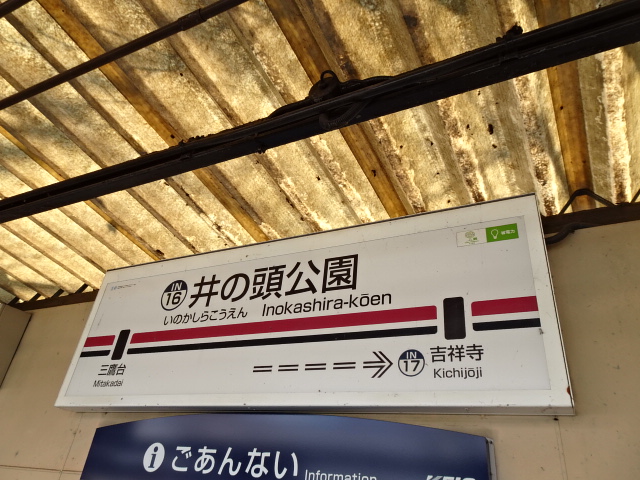 IN
16
井の頭公園
いのかしらこうえん Inokashira-kōen
三鷹台
Mitakadai
IN
17
吉祥寺
Kichijōji
ごあんない Information
KEIO